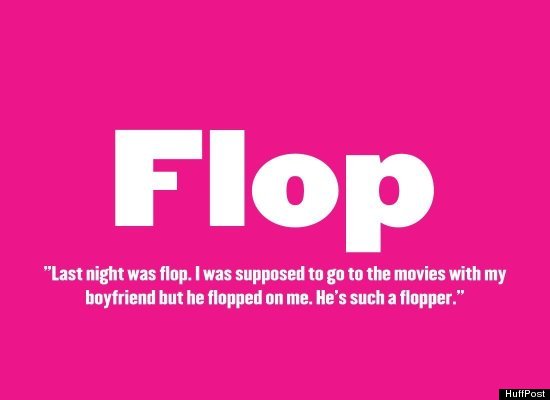 Flop
”Last night was flop. I was supposed to go to the movies with my
boyfriend but he flopped on me. He’s such a flopper.”
HuffPost